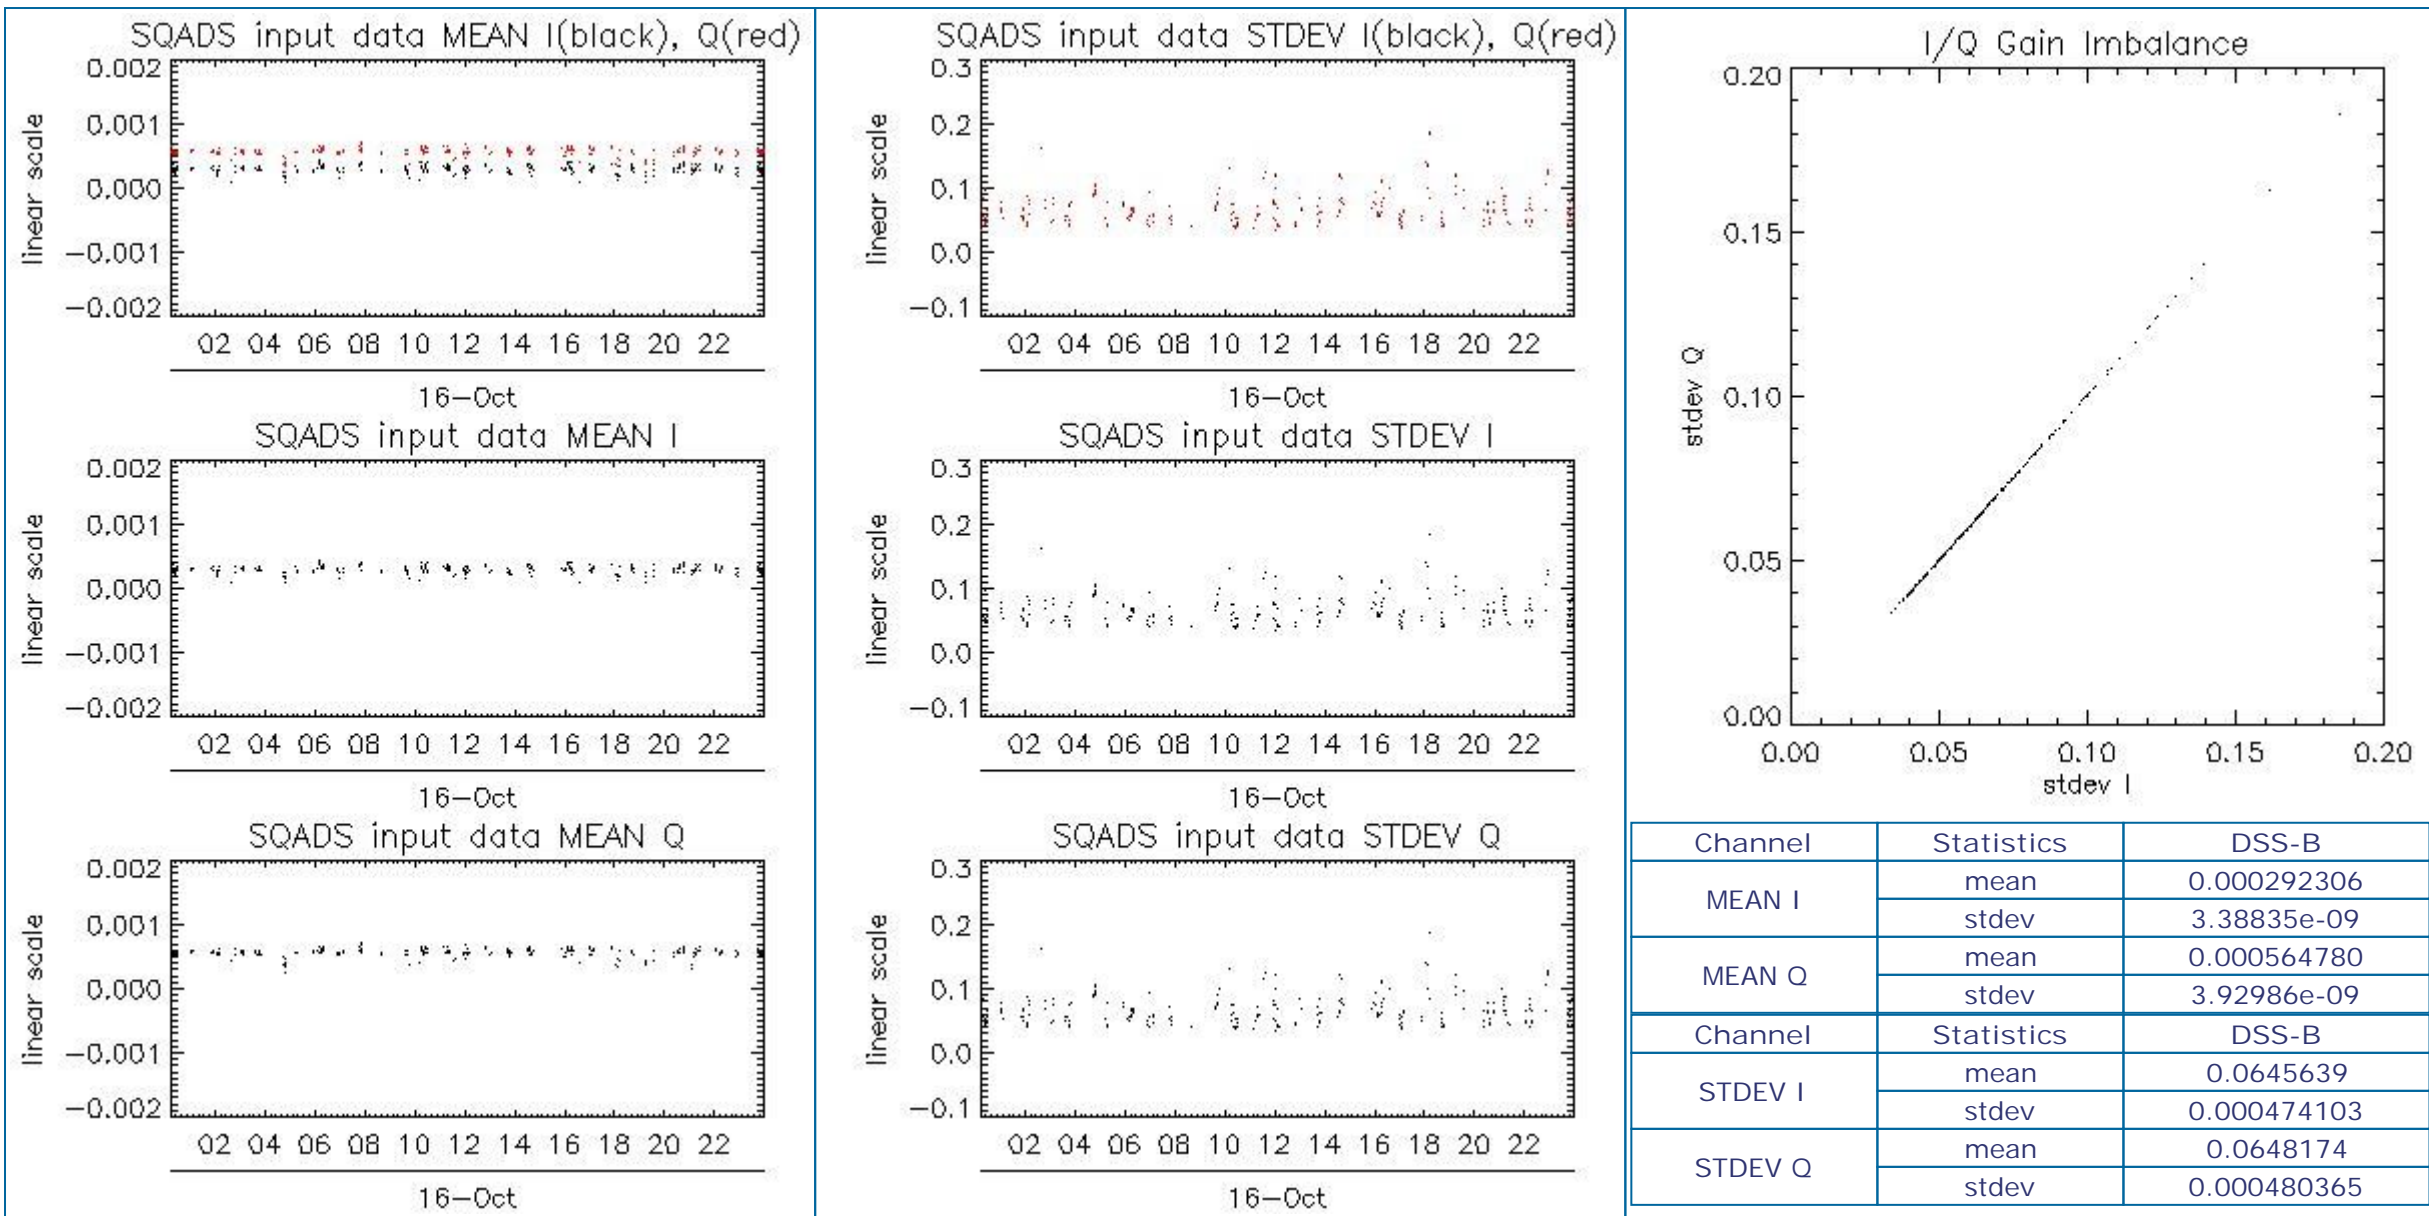 SQADS input data MEAN I(black), Q(red)
linear scale
0.002
0.001
0.000
−0.001
−0.002
02 04 06 08 10 12 14 16 18 20 22
16−Oct
SQADS input data MEAN I
linear scale
0.002
0.001
0.000
−0.001
−0.002
02 04 06 08 10 12 14 16 18 20 22
16−Oct
SQADS input data MEAN Q
linear scale
0.002
0.001
0.000
−0.001
−0.002
02 04 06 08 10 12 14 16 18 20 22
16−Oct
SQADS input data STDEV I(black), Q(red)
linear scale
0.3
0.2
0.1
0.0
−0.1
02 04 06 08 10 12 14 16 18 20 22
16−Oct
SQADS input data STDEV I
linear scale
0.3
0.2
0.1
0.0
−0.1
02 04 06 08 10 12 14 16 18 20 22
16−Oct
SQADS input data STDEV Q
linear scale
0.3
0.2
0.1
0.0
−0.1
02 04 06 08 10 12 14 16 18 20 22
16−Oct
I/Q Gain Imbalance
stdev Q
0.20
0.15
0.10
0.05
0.00
0.00 0.05 0.10 0.15 0.20
stdev I
Channel Statistics DSS-B
MEAN I mean 0.000292306
stdev 3.38835e-09
MEAN Q mean 0.000564780
stdev 3.92986e-09
Channel Statistics DSS-B
STDEV I mean 0.0645639
stdev 0.000474103
STDEV Q mean 0.0648174
stdev 0.000480365